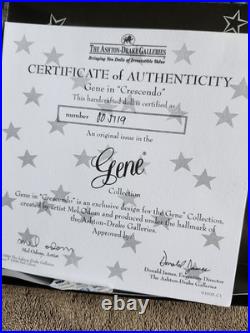 THE ASHTON-DRAKE GALLERIES
Bringing You Dolls of Irresistible Value
CERTIFICATE of AUTHENTICITY
Gene in "Crescendo"
This handcrafted doll is certified as
number
An original issue in the
Gene
Collection
Gene in "Crescendo" is an exclusive design for the Gene Collection,
created by artist Mel Odom and produced under the hallmark of
the Ashton-Drake Galleries.
Approved by:
Mel Odom, Artist
Donald James, Executive Director
The Ashton-Drake Galleries